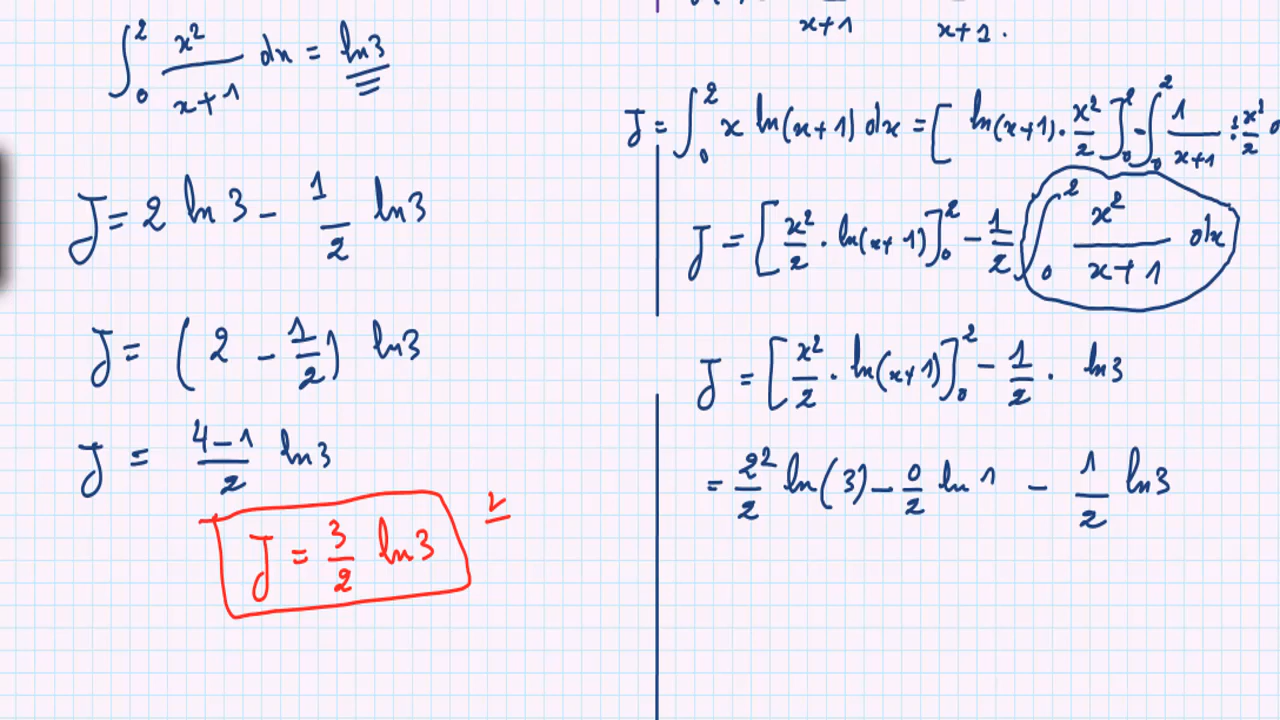 ∫₀² x²/(x+1) dx = ln3
J = 2 ln 3 - 1/2 ln3
J = (2 - 1/2) ln3
J = (4-1)/2 ln3
J = 3/2 ln3
x+1 x+1.
J = ∫₀² x ln(x+1) dx = [ln(x+1)·x²/2]₀² - ∫₀² 1/(x+1)
J = [x²/2 · ln(x+1)]₀² - 1/2 ∫₀² x²/(x+1) dx
J = [x²/2 · ln(x+1)]₀² - 1/2 · ln3
= 2²/2 ln(3) - 0/2 ln 1 - 1/2 ln3